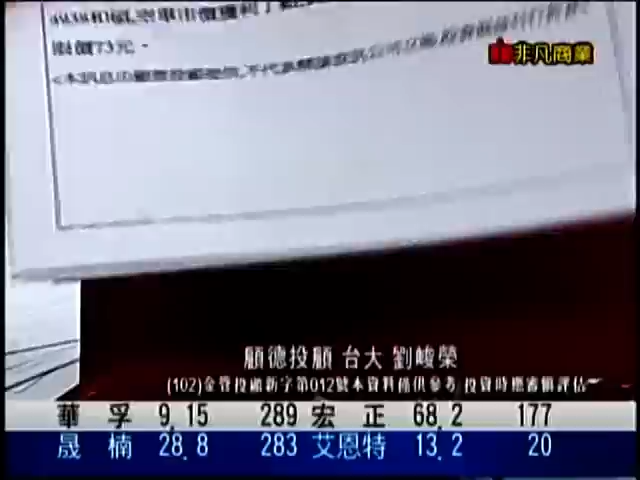 限價73元。
非凡商業
顧德投顧 台大 劉峻榮
(102)金管投顧新字第012號本資料僅供參考 投資時應審慎評估
華孚 9.15 289 宏正 68.2 177
晟楠 28.8 283 艾恩特 13.2 20